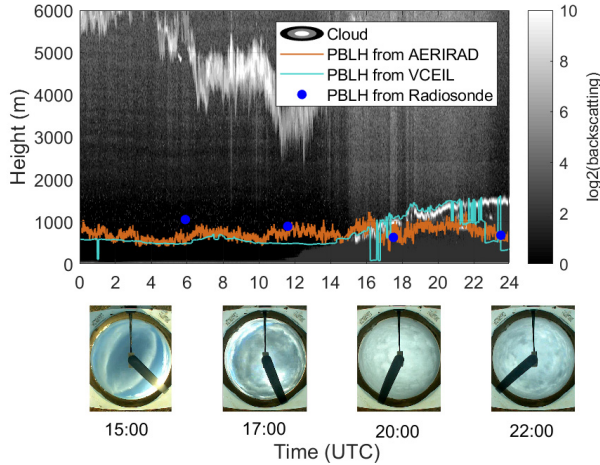 6000
5000
4000
3000
2000
1000
0
Height (m)
Cloud
PBLH from AERIRAD
PBLH from VCEIL
PBLH from Radiosonde
0 2 4 6 8 10 12 14 16 18 20 22 24
10
8
6
4
2
0
log2(backscatting)
15:00 17:00 20:00 22:00
Time (UTC)